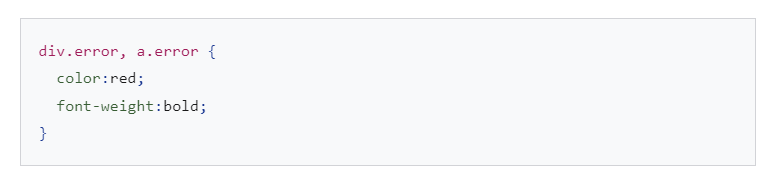 div.error, a.error {
  color:red;
  font-weight:bold;
}